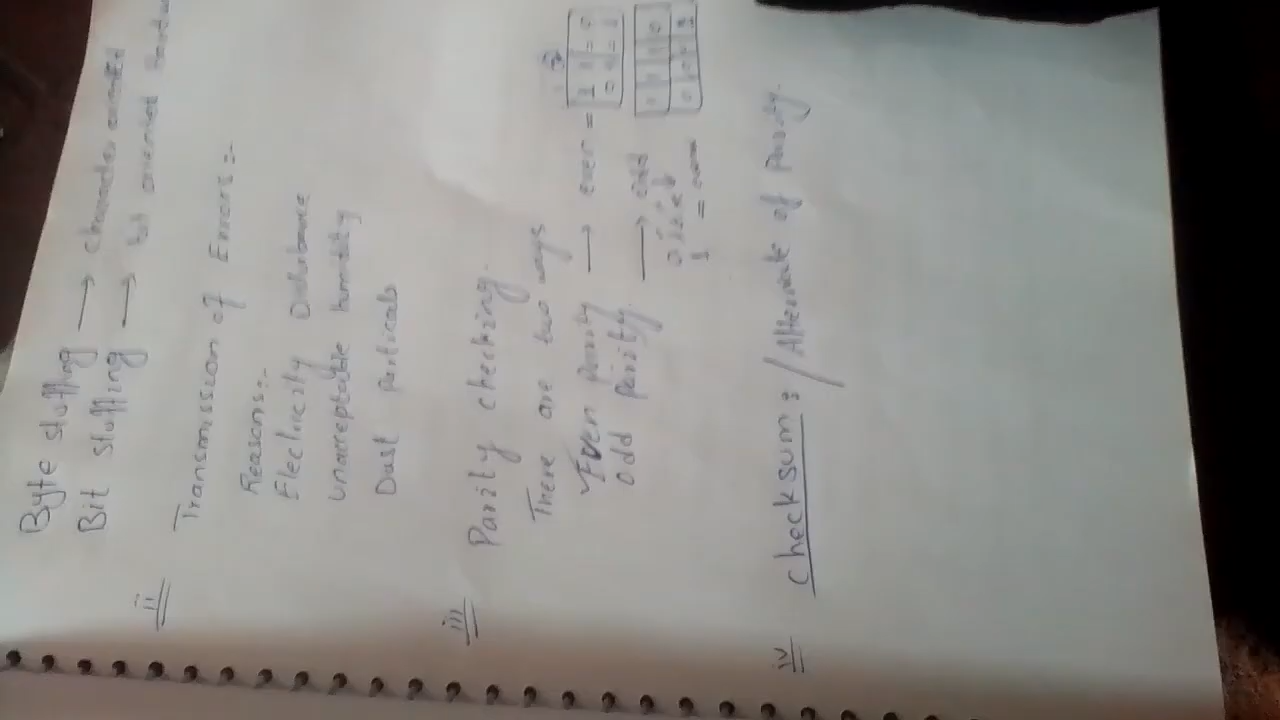 Byte stuffing → character oriented
Bit stuffing → bit oriented
ii Transmission of Errors:-
Reasons:-
Electricity Disturbance
Unacceptable humidity
Dust particals
iii Parity checking.
There are two ways
Even parity → even =
Odd parity. → odd
iv Checksum: / Alternate of Parity.